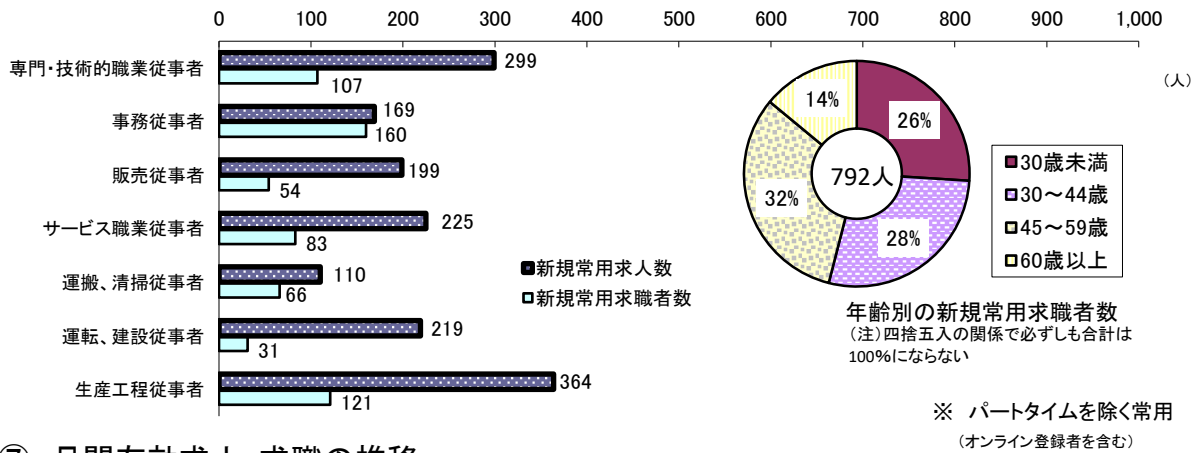 0 100 200 300 400 500 600 700 800 900 1,000
(人)
専門・技術的職業従事者
299
107
事務従事者
169
160
販売従事者
199
54
サービス職業従事者
225
83
運搬、清掃従事者
110
66
運転、建設従事者
219
31
生産工程従事者
364
121
新規常用求人数
新規常用求職者数
14%
26%
792人
32%
28%
30歳未満
30～44歳
45～59歳
60歳以上
年齢別の新規常用求職者数
(注)四捨五入の関係で必ずしも合計は
100%にならない
※ パートタイムを除く常用
(オンライン登録者を含む)